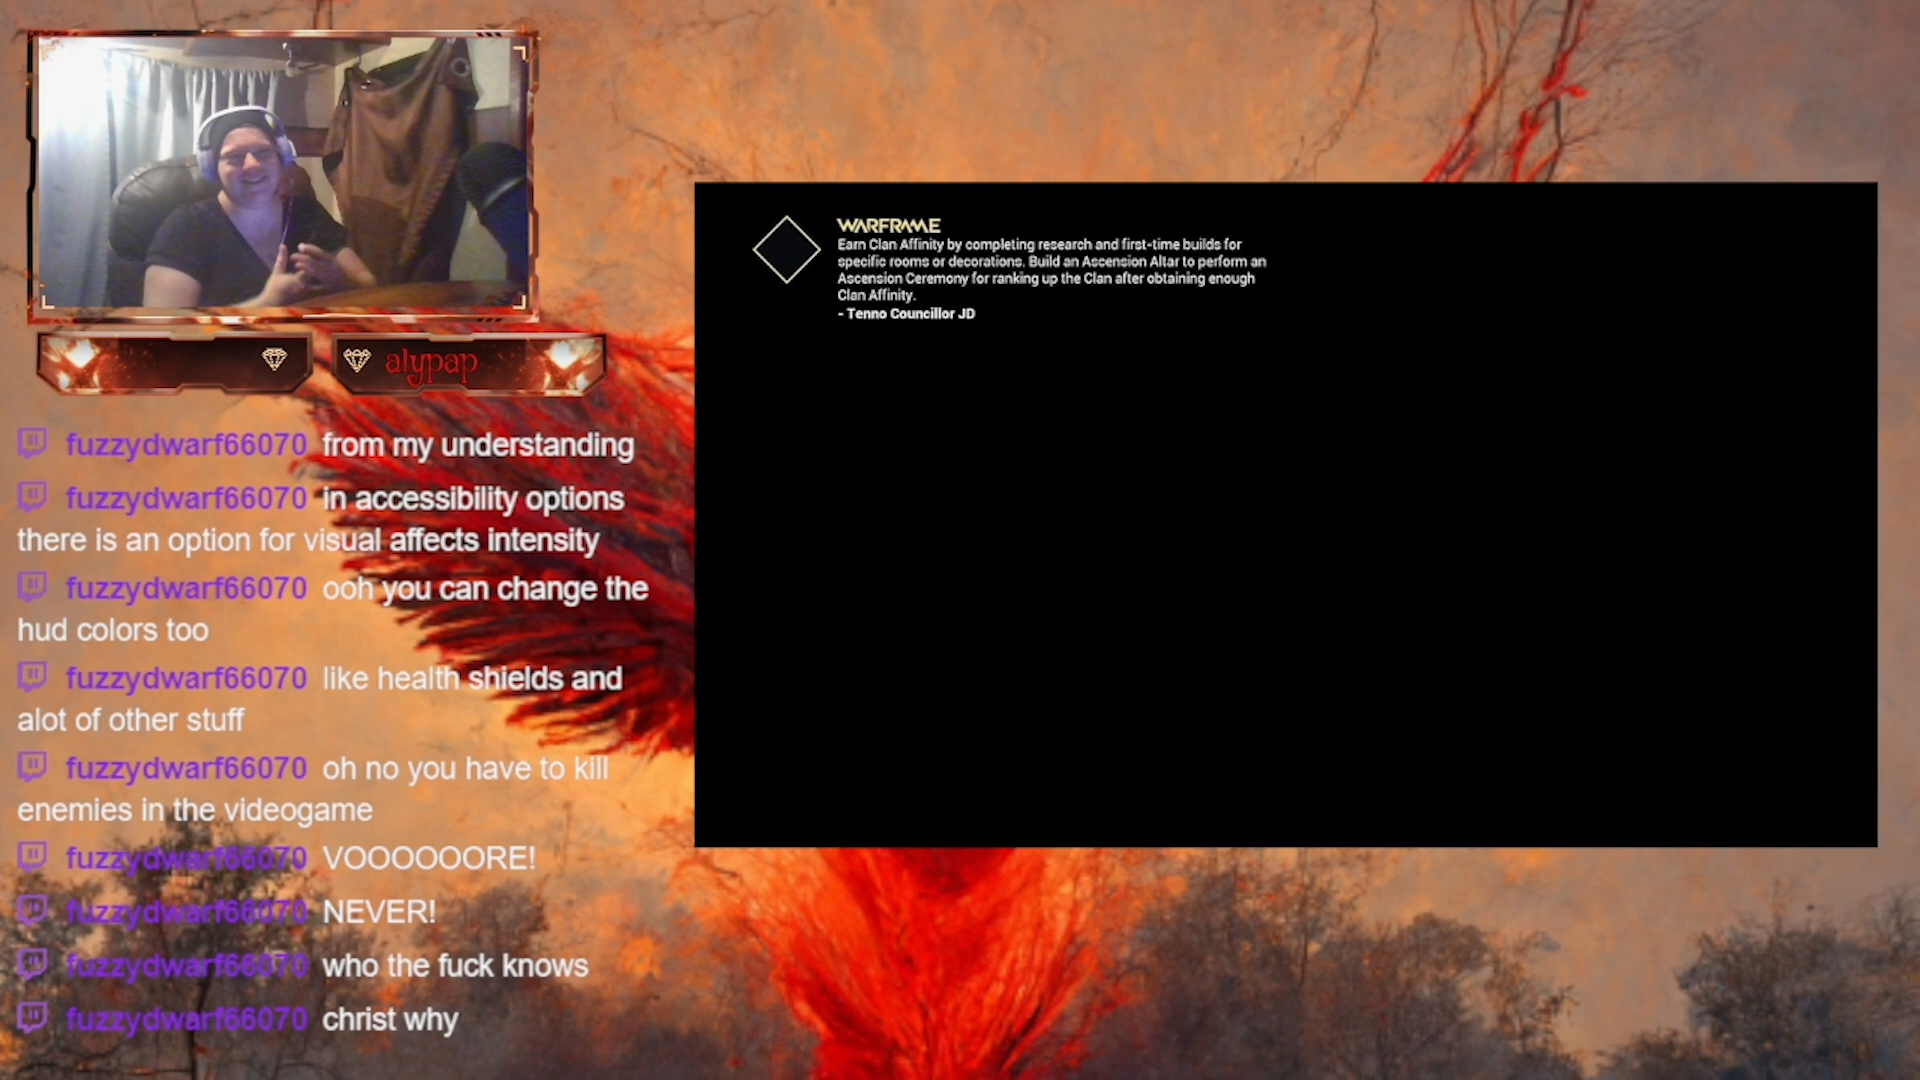 alypap
fuzzydwarf66070 from my understanding
fuzzydwarf66070 in accessibility options
there is an option for visual affects intensity
fuzzydwarf66070 ooh you can change the
hud colors too
fuzzydwarf66070 like health shields and
alot of other stuff
fuzzydwarf66070 oh no you have to kill
enemies in the videogame
fuzzydwarf66070 VOOOOOORE!
fuzzydwarf66070 NEVER!
fuzzydwarf66070 who the fuck knows
fuzzydwarf66070 christ why
WARFRAME
Earn Clan Affinity by completing research and first-time builds for
specific rooms or decorations. Build an Ascension Altar to perform an
Ascension Ceremony for ranking up the Clan after obtaining enough
Clan Affinity.
- Tenno Councillor JD